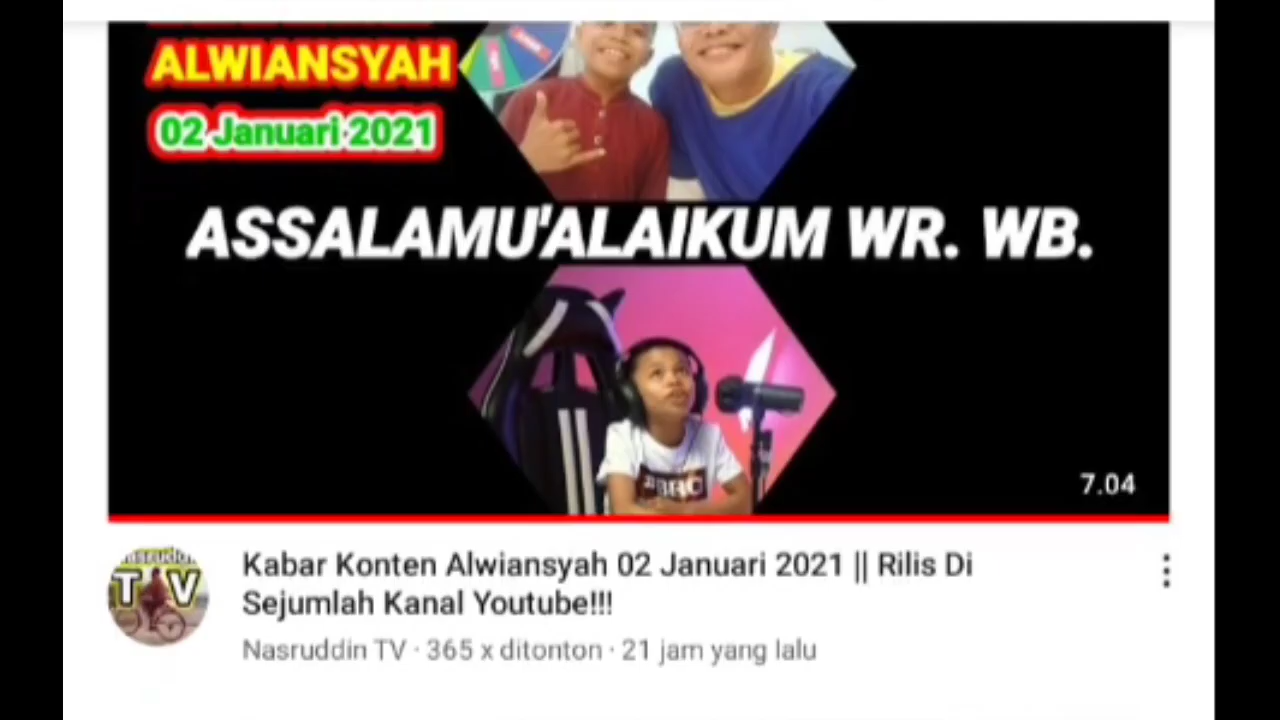 ALWIANSYAH
02 Januari 2021
ASSALAMU'ALAIKUM WR. WB.
7.04
TV
Kabar Konten Alwiansyah 02 Januari 2021 || Rilis Di
Sejumlah Kanal Youtube!!!
Nasruddin TV · 365 x ditonton · 21 jam yang lalu